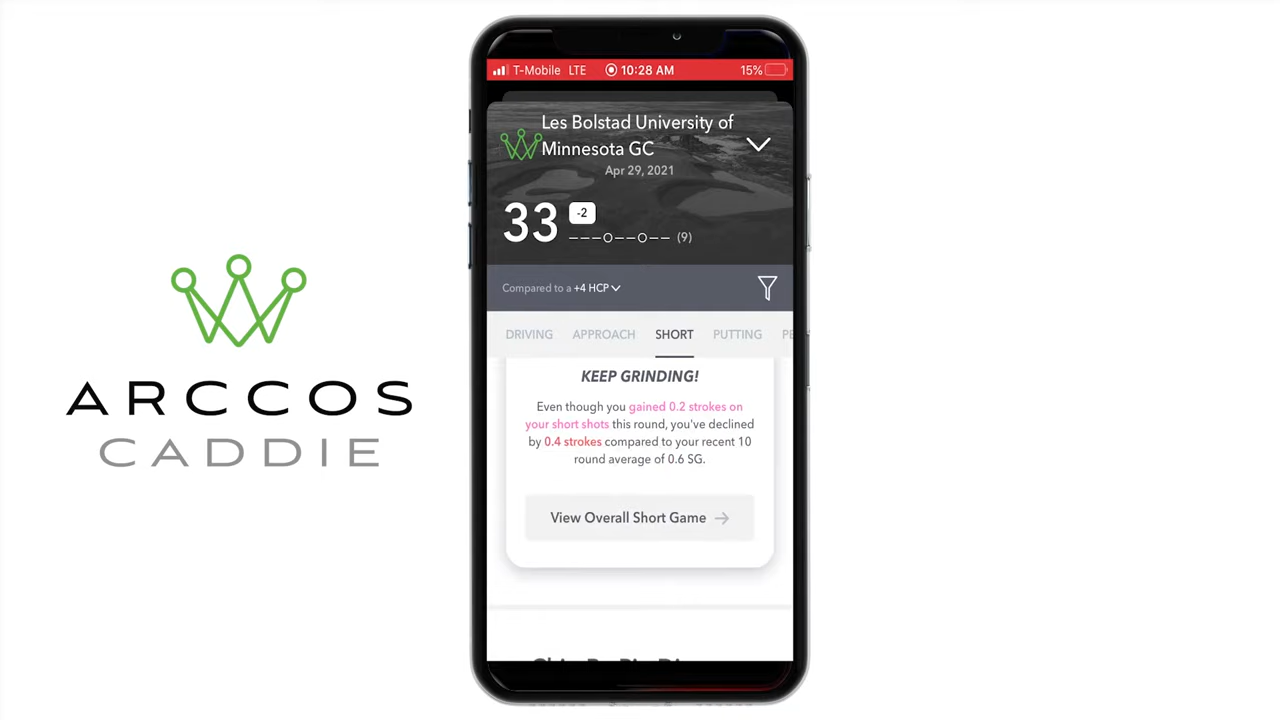 ARCCOS
CADDIE
T-Mobile LTE 10:28 AM 15%
Les Bolstad University of
Minnesota GC
Apr 29, 2021
33 -2
(9)
Compared to a +4 HCP
DRIVING APPROACH SHORT PUTTING
KEEP GRINDING!
Even though you gained 0.2 strokes on
your short shots this round, you've declined
by 0.4 strokes compared to your recent 10
round average of 0.6 SG.
View Overall Short Game